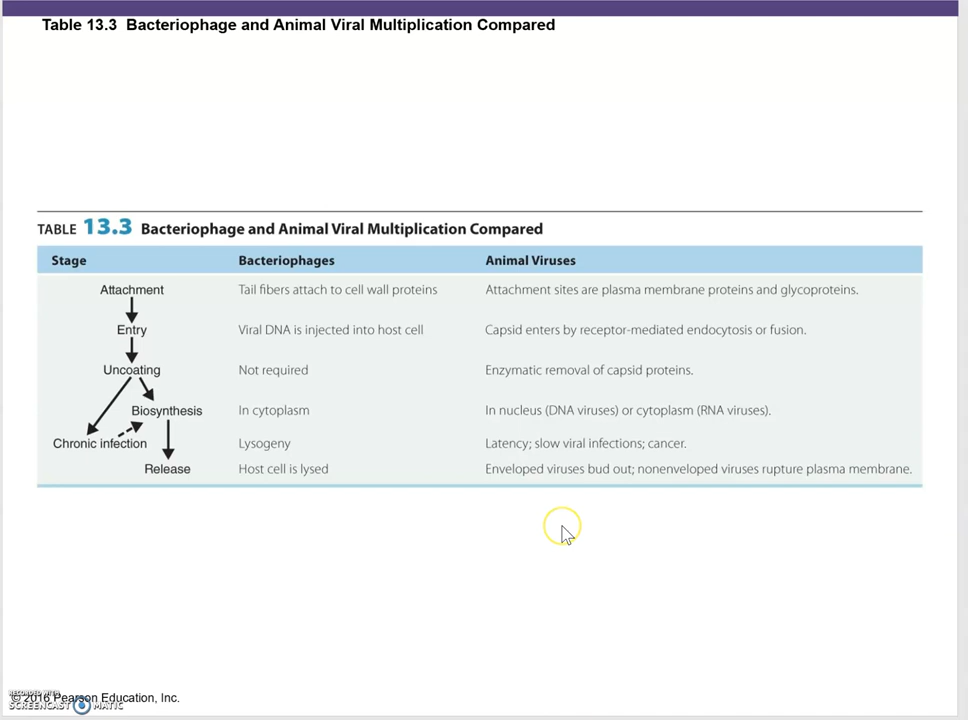 Table 13.3 Bacteriophage and Animal Viral Multiplication Compared
TABLE 13.3 Bacteriophage and Animal Viral Multiplication Compared
Stage Bacteriophages Animal Viruses
Attachment Tail fibers attach to cell wall proteins Attachment sites are plasma membrane proteins and glycoproteins.
Entry Viral DNA is injected into host cell Capsid enters by receptor-mediated endocytosis or fusion.
Uncoating Not required Enzymatic removal of capsid proteins.
Biosynthesis In cytoplasm In nucleus (DNA viruses) or cytoplasm (RNA viruses).
Chronic infection Lysogeny Latency; slow viral infections; cancer.
Release Host cell is lysed Enveloped viruses bud out; nonenveloped viruses rupture plasma membrane.
RECORDED WITH
© 2016 Pearson Education, Inc.
SCREENCAST MATIC